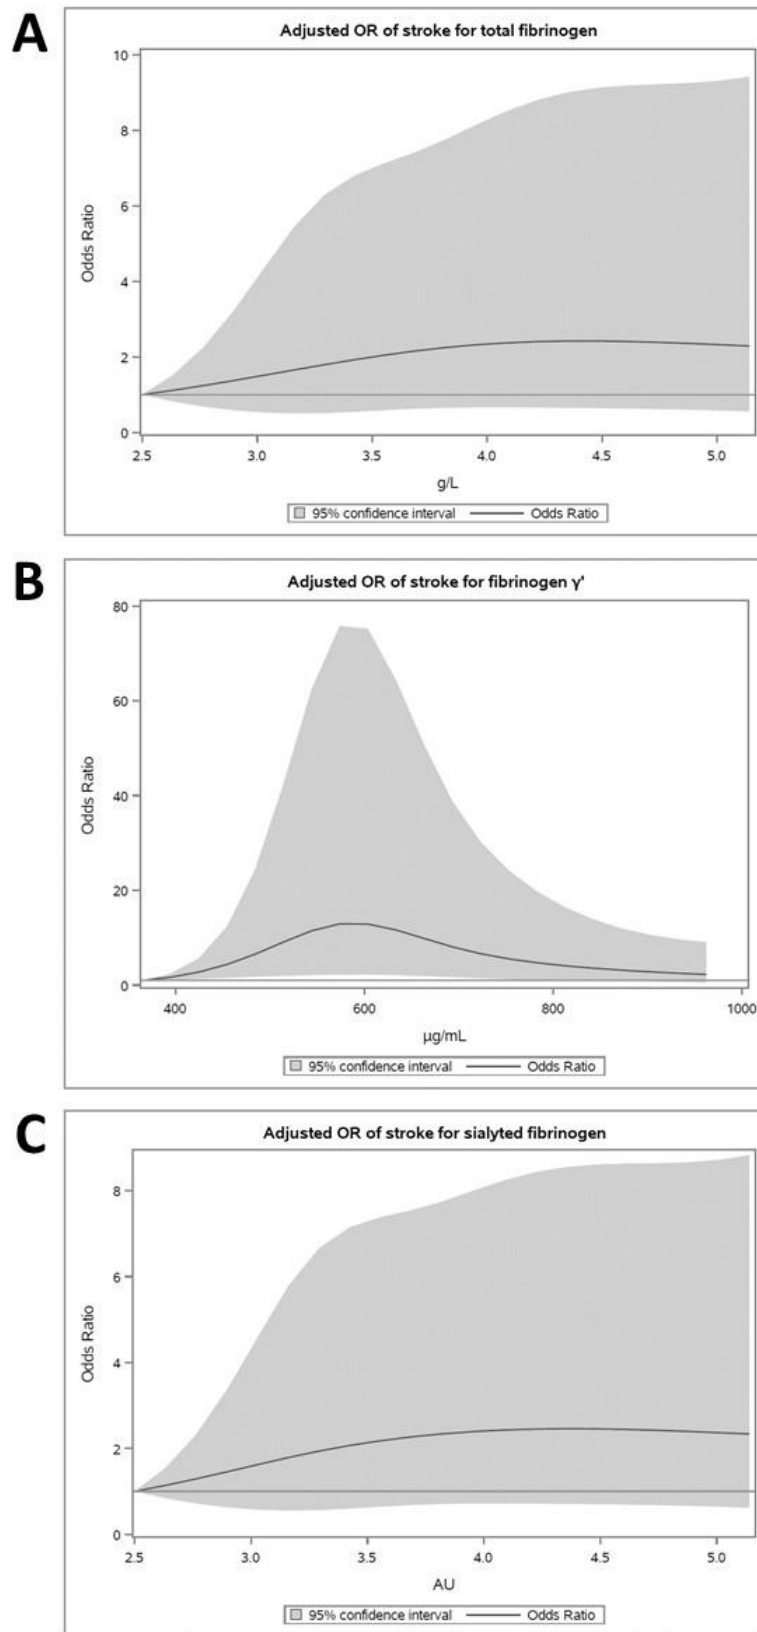 A
Adjusted OR of stroke for total fibrinogen
10
8
6
4
2
0
Odds Ratio
2.5 3.0 3.5 4.0 4.5 5.0
g/L
95% confidence interval Odds Ratio
B
Adjusted OR of stroke for fibrinogen γ'
80
60
40
20
0
Odds Ratio
400 600 800 1000
µg/mL
95% confidence interval Odds Ratio
C
Adjusted OR of stroke for sialyted fibrinogen
8
6
4
2
0
Odds Ratio
2.5 3.0 3.5 4.0 4.5 5.0
AU
95% confidence interval Odds Ratio